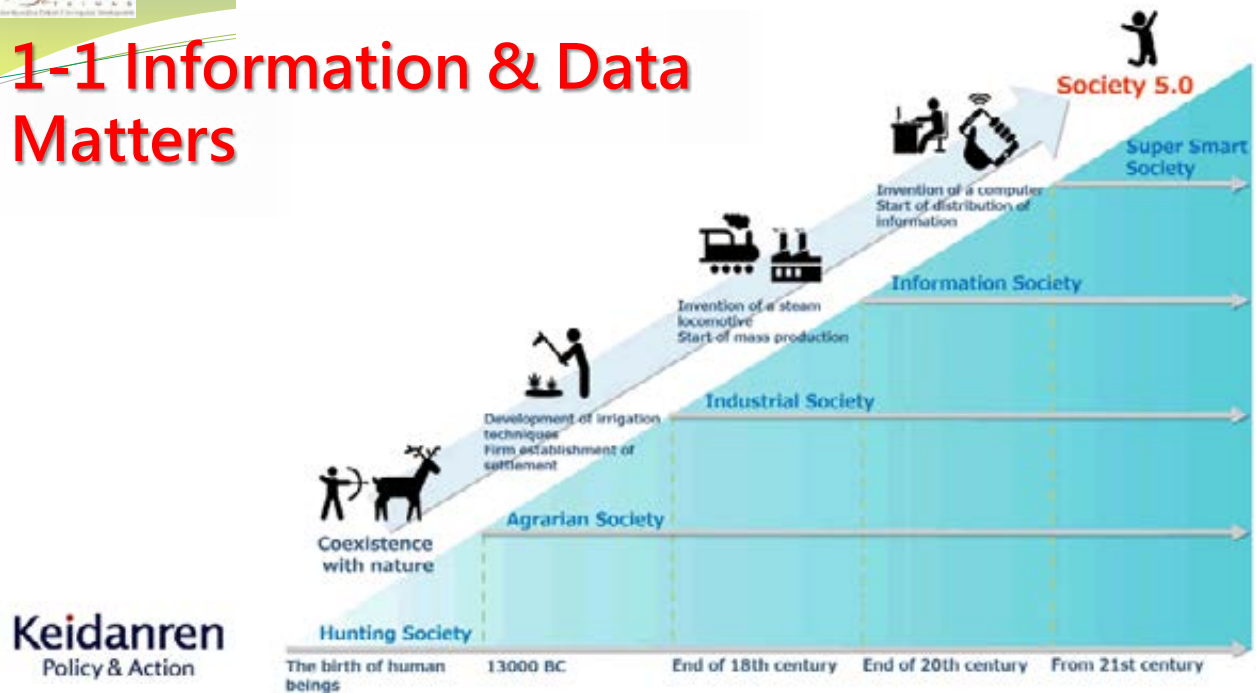 1-1 Information & Data
Matters
Society 5.0
Super Smart
Society
Invention of a computer
Start of distribution of
information
Information Society
Invention of a steam
locomotive
Start of mass production
Industrial Society
Development of irrigation
techniques
Firm establishment of
settlement
Agrarian Society
Coexistence
with nature
Hunting Society
Keidanren
Policy & Action
The birth of human
beings
13000 BC
End of 18th century
End of 20th century
From 21st century